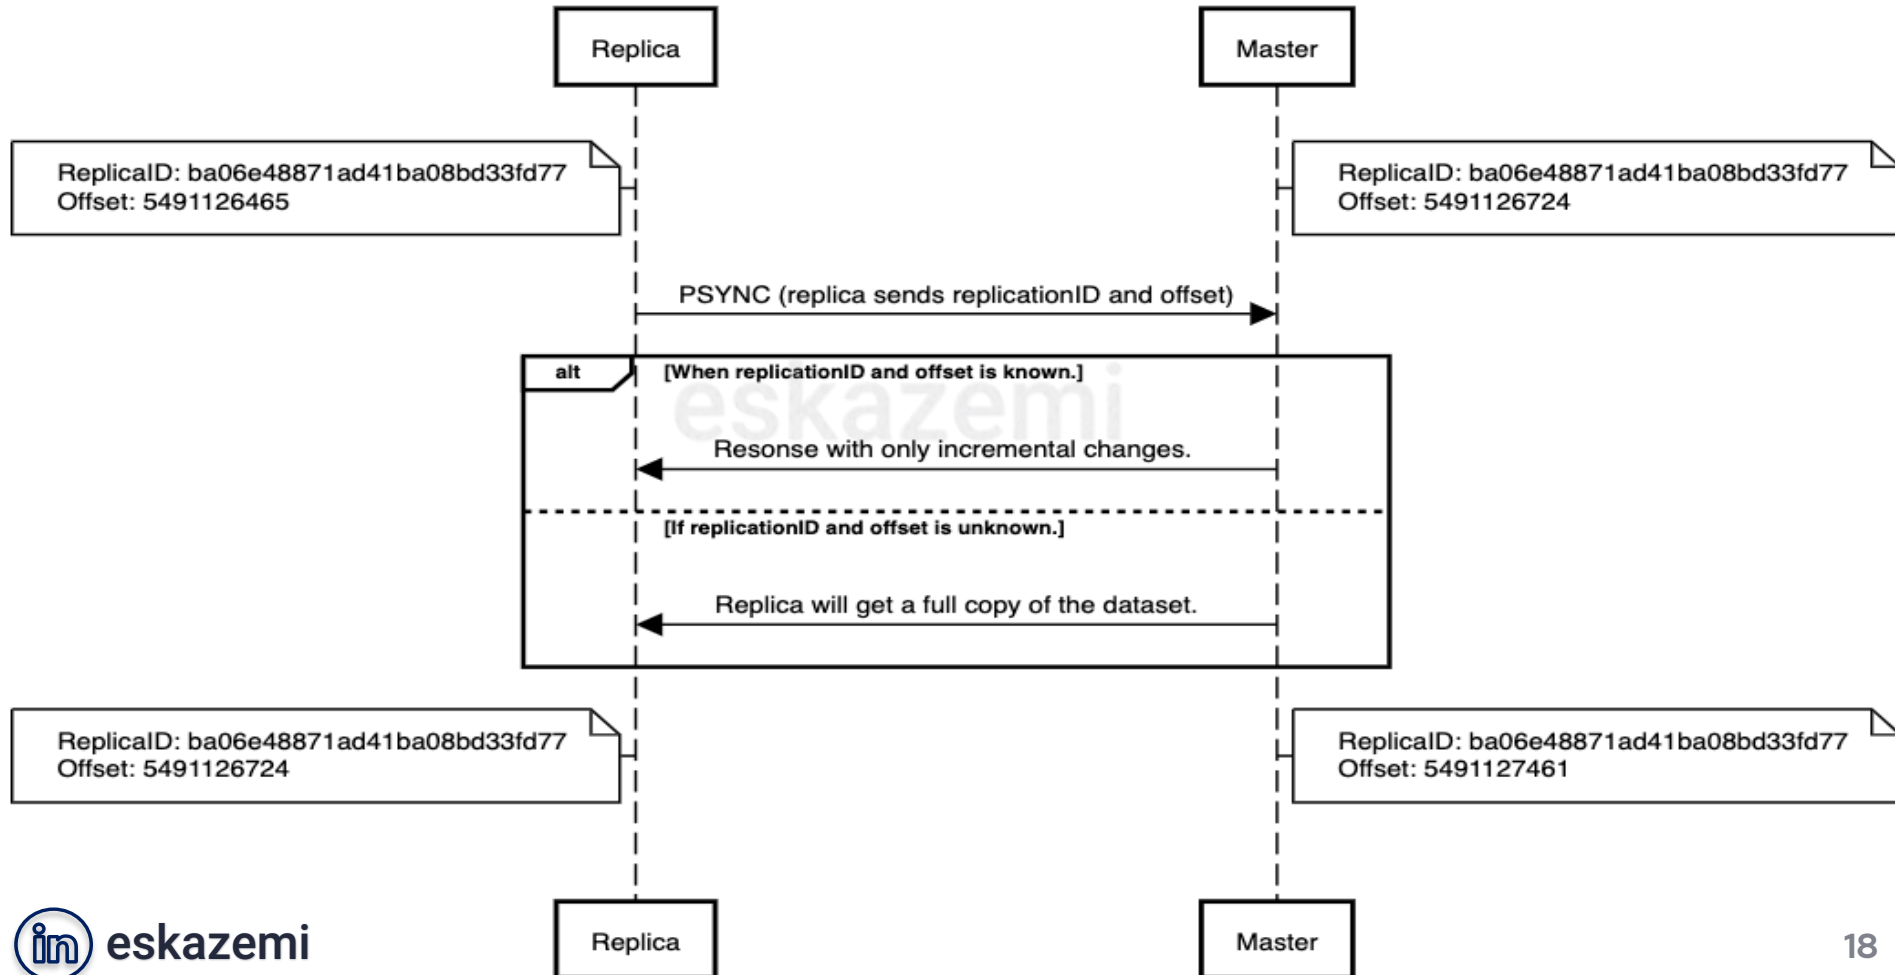 Replica
Master
ReplicaID: ba06e48871ad41ba08bd33fd77
Offset: 5491126465
ReplicaID: ba06e48871ad41ba08bd33fd77
Offset: 5491126724
PSYNC (replica sends replicationID and offset)
alt
[When replicationID and offset is known.]
eskazemi
Resonse with only incremental changes.
[If replicationID and offset is unknown.]
Replica will get a full copy of the dataset.
ReplicaID: ba06e48871ad41ba08bd33fd77
Offset: 5491126724
ReplicaID: ba06e48871ad41ba08bd33fd77
Offset: 5491127461
in eskazemi
Replica
Master
18